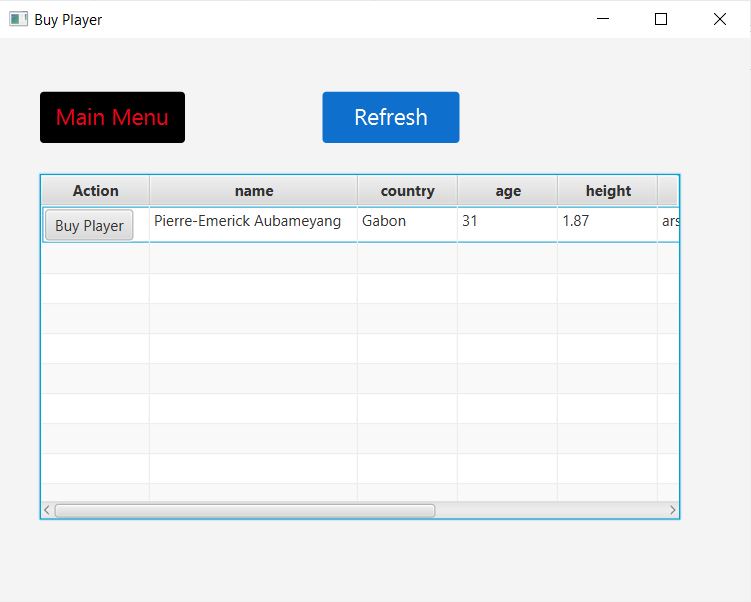 Buy Player
Main Menu
Refresh
Action name country age height
Buy Player Pierre-Emerick Aubameyang Gabon 31 1.87 ars